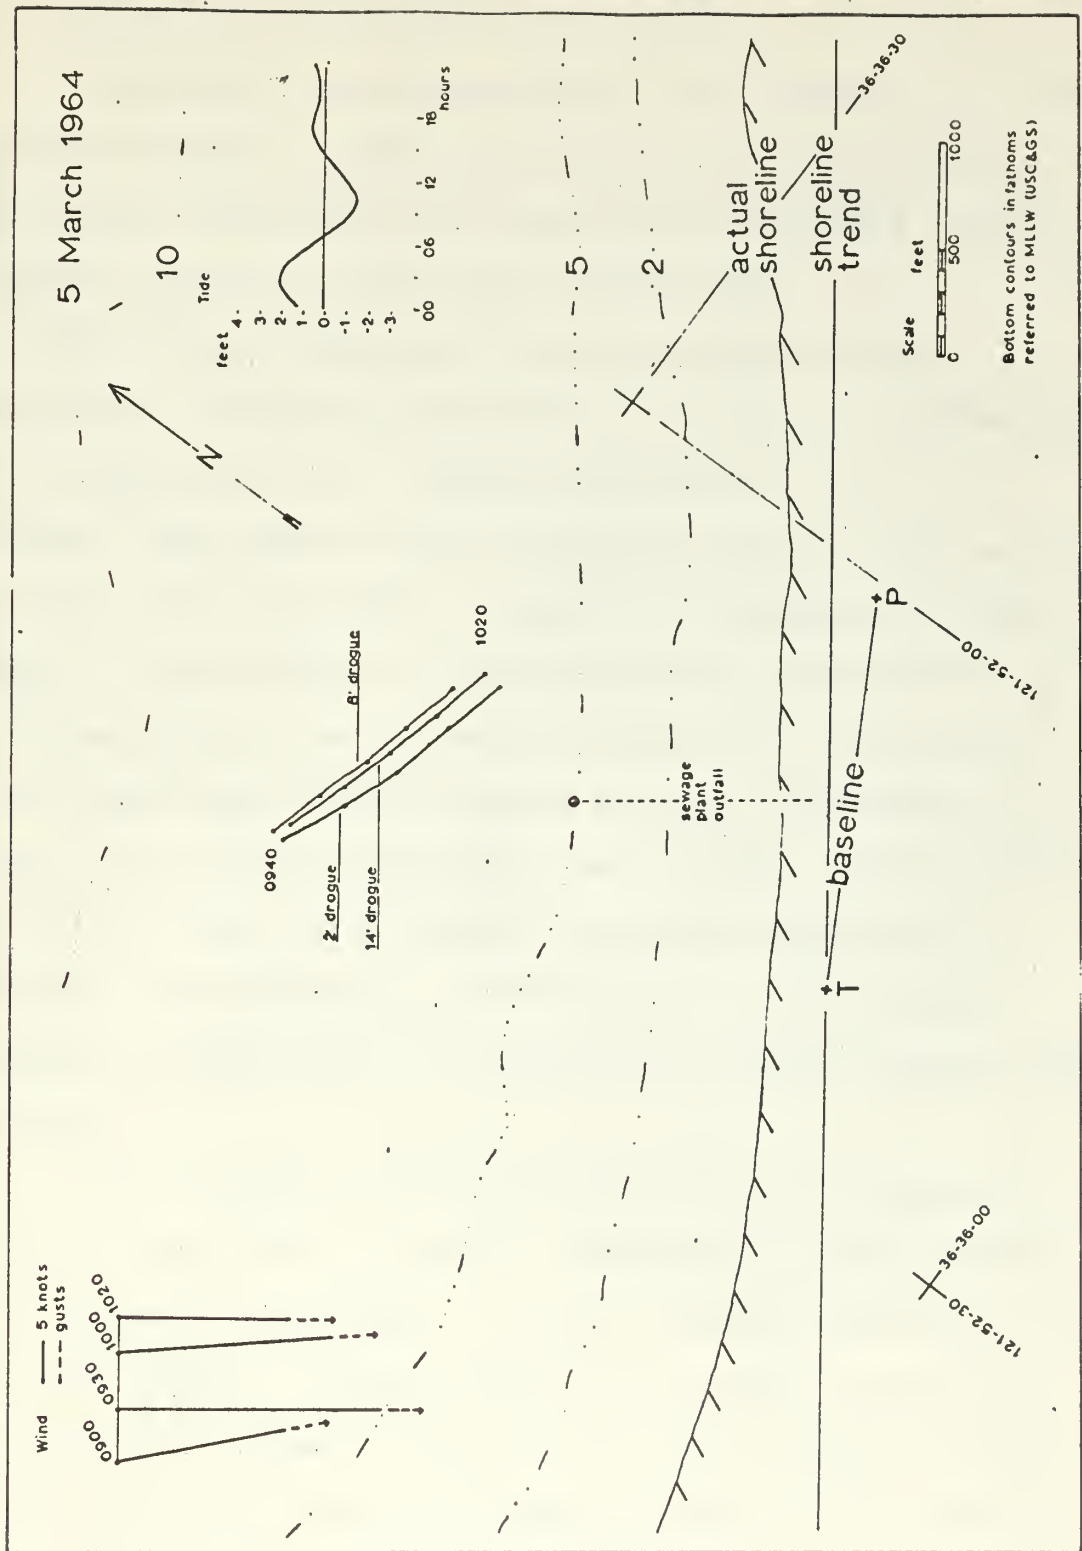 5 March 1964
Wind
5 knots
gusts
0900
0930
1000
1020
N
10
Tide
feet
4-
3-
2-
1-
0-
-1-
-2-
-3-
00
06
12
18
hours
0940
1020
2' drogue
14' drogue
8' drogue
5
2
sewage
plant
outfall
actual
shoreline
shoreline
trend
36-36-30
T
baseline
P
121-52-00
36-36-00
121-52-30
Scale
feet
0
500
1000
Bottom contours in fathoms
referred to MLLW (USC&GS)